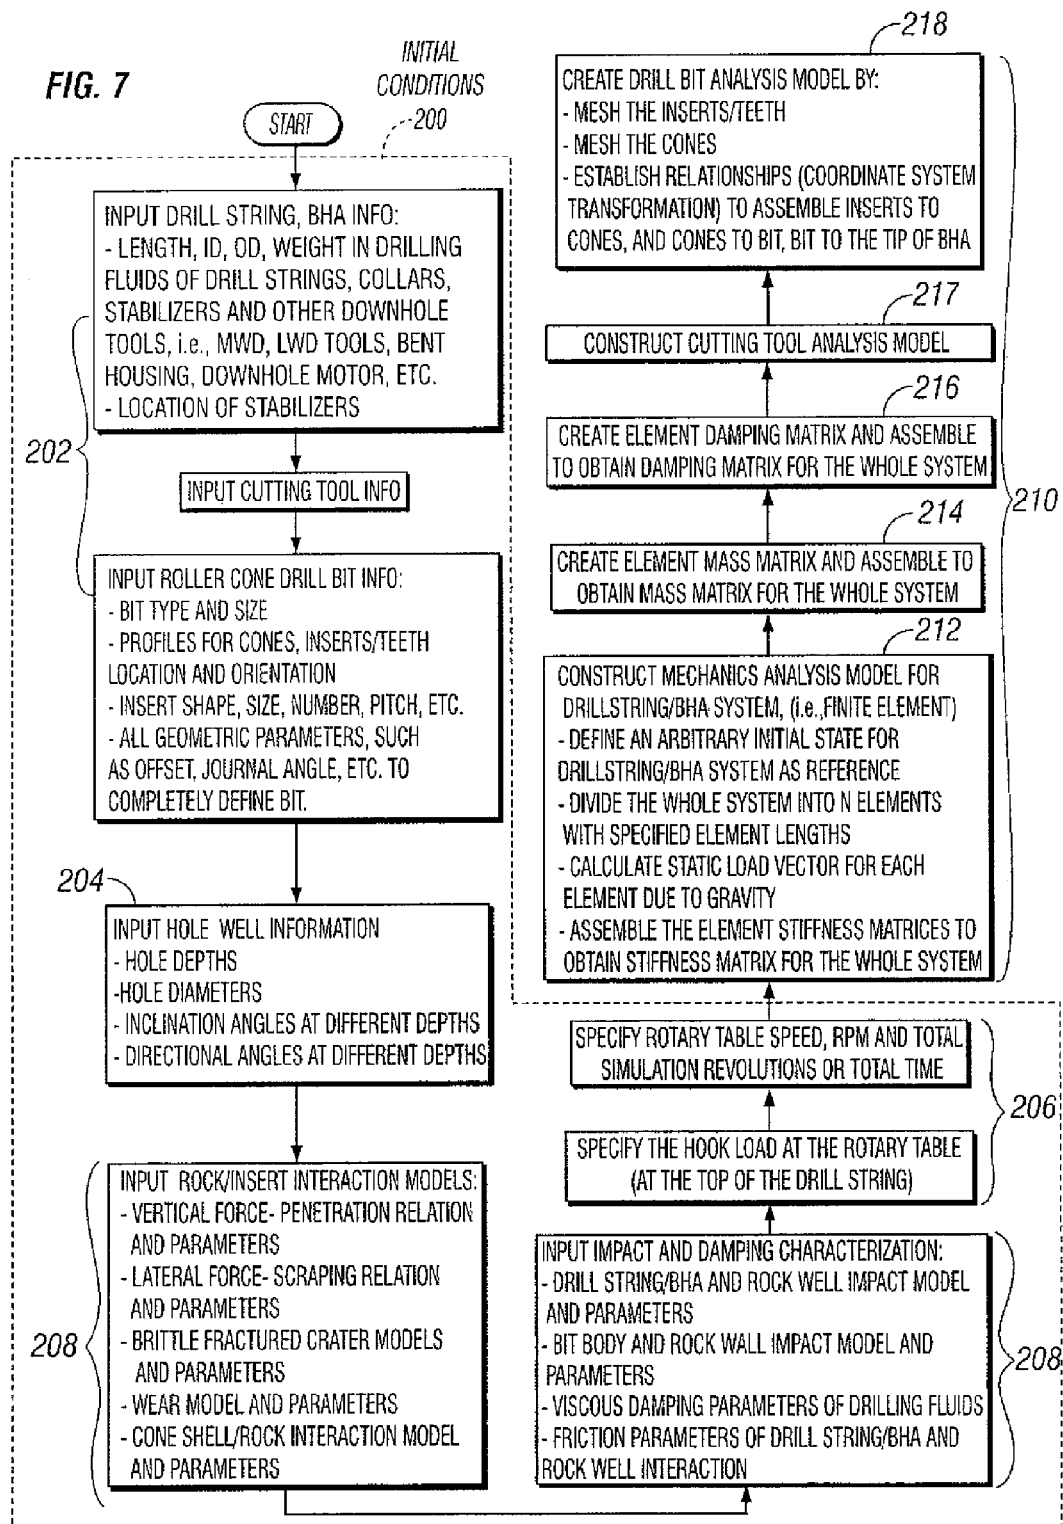 FIG. 7
INITIAL
CONDITIONS
200
START
INPUT DRILL STRING, BHA INFO:
- LENGTH, ID, OD, WEIGHT IN DRILLING
FLUIDS OF DRILL STRINGS, COLLARS,
STABILIZERS AND OTHER DOWNHOLE
TOOLS, i.e., MWD, LWD TOOLS, BENT
HOUSING, DOWNHOLE MOTOR, ETC.
- LOCATION OF STABILIZERS
202
INPUT CUTTING TOOL INFO
INPUT ROLLER CONE DRILL BIT INFO:
- BIT TYPE AND SIZE
- PROFILES FOR CONES, INSERTS/TEETH
LOCATION AND ORIENTATION
- INSERT SHAPE, SIZE, NUMBER, PITCH, ETC.
- ALL GEOMETRIC PARAMETERS, SUCH
AS OFFSET, JOURNAL ANGLE, ETC. TO
COMPLETELY DEFINE BIT.
204
INPUT HOLE WELL INFORMATION
- HOLE DEPTHS
-HOLE DIAMETERS
- INCLINATION ANGLES AT DIFFERENT DEPTHS
- DIRECTIONAL ANGLES AT DIFFERENT DEPTHS
208
INPUT ROCK/INSERT INTERACTION MODELS:
- VERTICAL FORCE- PENETRATION RELATION
AND PARAMETERS
- LATERAL FORCE- SCRAPING RELATION
AND PARAMETERS
- BRITTLE FRACTURED CRATER MODELS
AND PARAMETERS
- WEAR MODEL AND PARAMETERS
- CONE SHELL/ROCK INTERACTION MODEL
AND PARAMETERS
218
CREATE DRILL BIT ANALYSIS MODEL BY:
- MESH THE INSERTS/TEETH
- MESH THE CONES
- ESTABLISH RELATIONSHIPS (COORDINATE SYSTEM
TRANSFORMATION) TO ASSEMBLE INSERTS TO
CONES, AND CONES TO BIT, BIT TO THE TIP OF BHA
217
CONSTRUCT CUTTING TOOL ANALYSIS MODEL
216
CREATE ELEMENT DAMPING MATRIX AND ASSEMBLE
TO OBTAIN DAMPING MATRIX FOR THE WHOLE SYSTEM
210
214
CREATE ELEMENT MASS MATRIX AND ASSEMBLE TO
OBTAIN MASS MATRIX FOR THE WHOLE SYSTEM
212
CONSTRUCT MECHANICS ANALYSIS MODEL FOR
DRILLSTRING/BHA SYSTEM, (i.e.,FINITE ELEMENT)
- DEFINE AN ARBITRARY INITIAL STATE FOR
DRILLSTRING/BHA SYSTEM AS REFERENCE
- DIVIDE THE WHOLE SYSTEM INTO N ELEMENTS
WITH SPECIFIED ELEMENT LENGTHS
- CALCULATE STATIC LOAD VECTOR FOR EACH
ELEMENT DUE TO GRAVITY
- ASSEMBLE THE ELEMENT STIFFNESS MATRICES TO
OBTAIN STIFFNESS MATRIX FOR THE WHOLE SYSTEM
SPECIFY ROTARY TABLE SPEED, RPM AND TOTAL
SIMULATION REVOLUTIONS OR TOTAL TIME
206
SPECIFY THE HOOK LOAD AT THE ROTARY TABLE
(AT THE TOP OF THE DRILL STRING)
INPUT IMPACT AND DAMPING CHARACTERIZATION:
- DRILL STRING/BHA AND ROCK WELL IMPACT MODEL
AND PARAMETERS
- BIT BODY AND ROCK WALL IMPACT MODEL AND
PARAMETERS
- VISCOUS DAMPING PARAMETERS OF DRILLING FLUIDS
- FRICTION PARAMETERS OF DRILL STRING/BHA AND
ROCK WELL INTERACTION
208